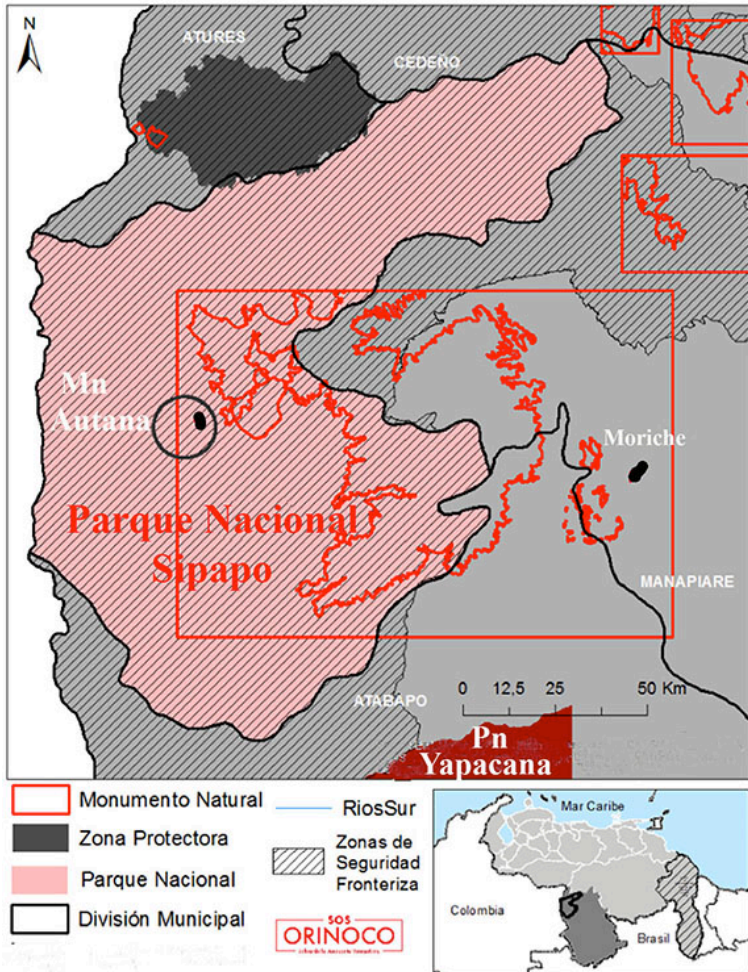 N
ATURES
CEDEÑO
Mn
Autana
Moriche
Parque Nacional
Sipapo
MANAPIARE
0 12,5 25 50 Km
ATABAPO
Pn
Yapacana
Monumento Natural
Zona Protectora
Parque Nacional
División Municipal
RiosSur
Zonas de
Seguridad
Fronteriza
SOS
ORINOCO
Mar Caribe
Colombia
Brasil